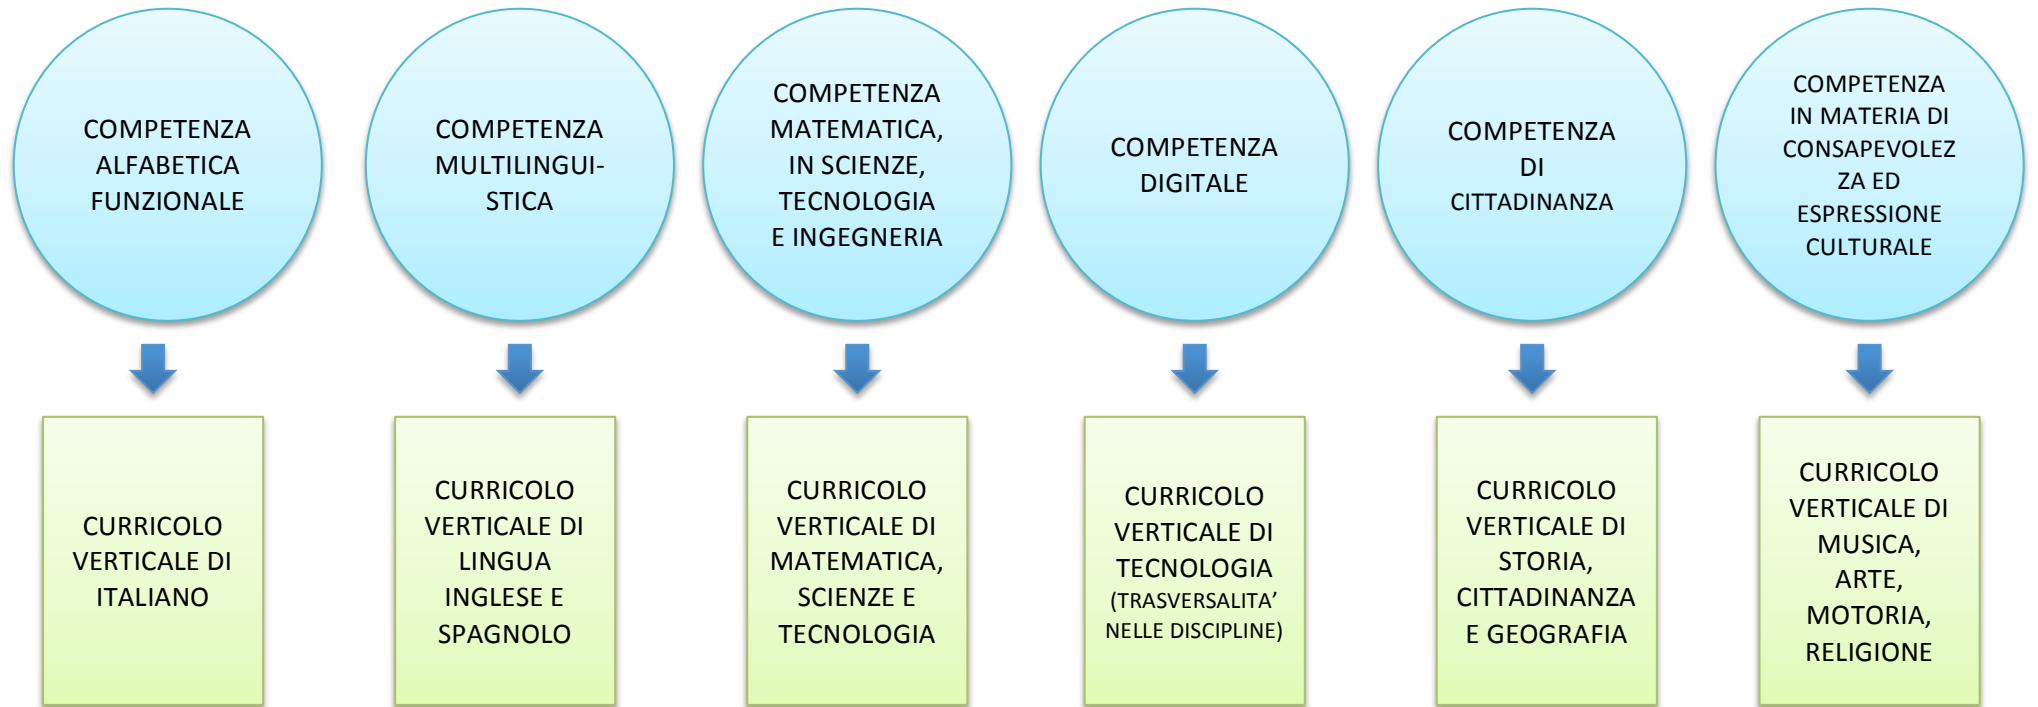 COMPETENZA
ALFABETICA
FUNZIONALE
COMPETENZA
MULTILINGUI-
STICA
COMPETENZA
MATEMATICA,
IN SCIENZE,
TECNOLOGIA
E INGEGNERIA
COMPETENZA
DIGITALE
COMPETENZA
DI
CITTADINANZA
COMPETENZA
IN MATERIA DI
CONSAPEVOLEZ
ZA ED
ESPRESSIONE
CULTURALE
CURRICOLO
VERTICALE DI
ITALIANO
CURRICOLO
VERTICALE DI
LINGUA
INGLESE E
SPAGNOLO
CURRICOLO
VERTICALE DI
MATEMATICA,
SCIENZE E
TECNOLOGIA
CURRICOLO
VERTICALE DI
TECNOLOGIA
(TRASVERSALITA’
NELLE DISCIPLINE)
CURRICOLO
VERTICALE DI
STORIA,
CITTADINANZA
E GEOGRAFIA
CURRICOLO
VERTICALE DI
MUSICA,
ARTE,
MOTORIA,
RELIGIONE